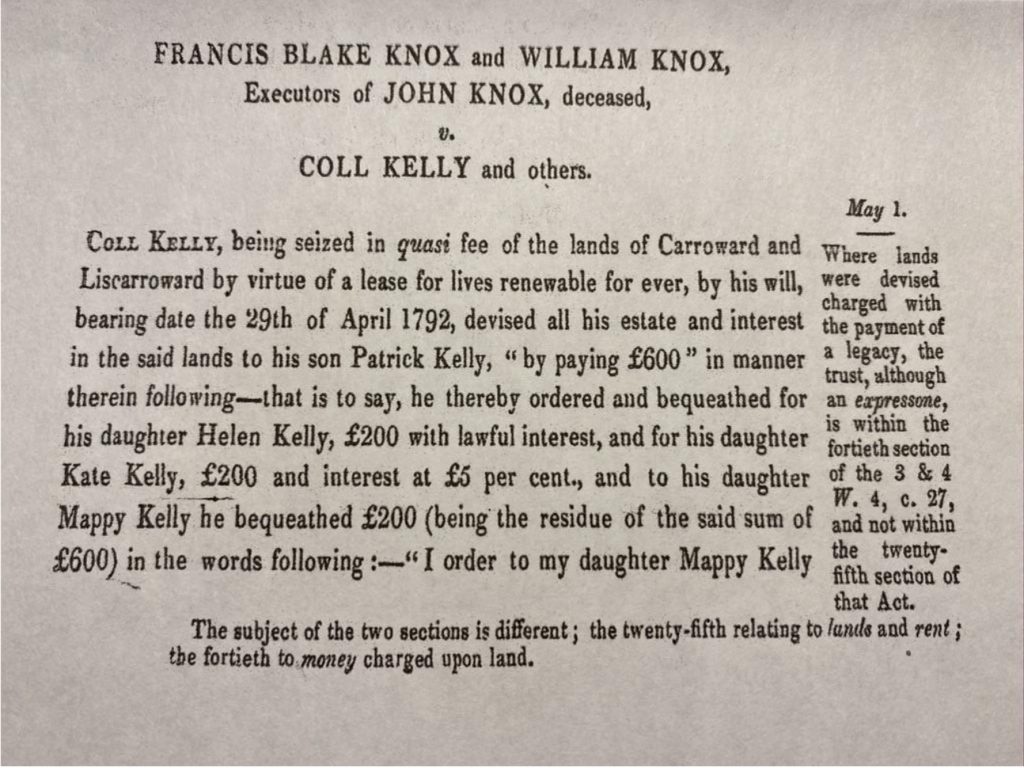 FRANCIS BLAKE KNOX and WILLIAM KNOX,
Executors of JOHN KNOX, deceased,
v.
COLL KELLY and others.
May 1.
COLL KELLY, being seized in quasi fee of the lands of Carroward and
Liscarroward by virtue of a lease for lives renewable for ever, by his will,
bearing date the 29th of April 1792, devised all his estate and interest
in the said lands to his son Patrick Kelly, “ by paying £600 ” in manner
therein following—that is to say, he thereby ordered and bequeathed for
his daughter Helen Kelly, £200 with lawful interest, and for his daughter
Kate Kelly, £200 and interest at £5 per cent., and to his daughter
Mappy Kelly he bequeathed £200 (being the residue of the said sum of
£600) in the words following :—“ I order to my daughter Mappy Kelly
Where lands
were devised
charged with
the payment of
a legacy, the
trust, although
an expressone,
is within the
fortieth section
of the 3 & 4
W. 4, c. 27,
and not within
the twenty-
fifth section of
that Act.
The subject of the two sections is different ; the twenty-fifth relating to lands and rent ;
the fortieth to money charged upon land.